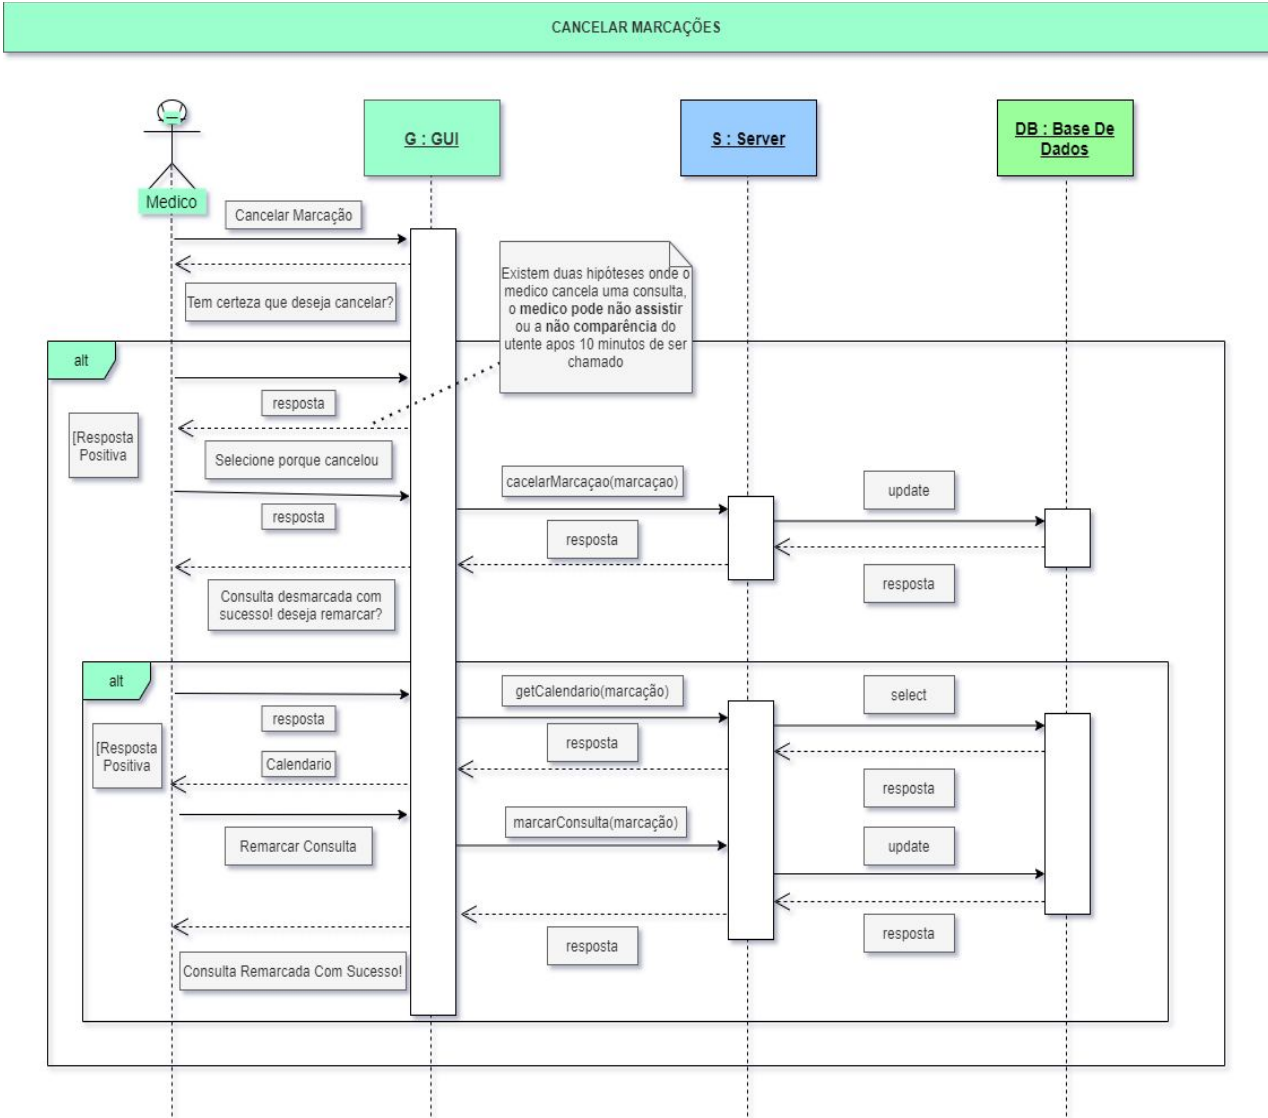 CANCELAR MARCAÇÕES
G : GUI
S : Server
DB : Base De
Dados
Medico
Cancelar Marcação
Tem certeza que deseja cancelar?
Existem duas hipóteses onde o
medico cancela uma consulta,
o medico pode não assistir
ou a não comparência do
utente apos 10 minutos de ser
chamado
alt
resposta
[Resposta
Positiva
Selecione porque cancelou
resposta
cacelarMarcaçao(marcaçao)
update
resposta
resposta
Consulta desmarcada com
sucesso! deseja remarcar?
alt
resposta
getCalendario(marcação)
select
[Resposta
Positiva
Calendario
resposta
resposta
Remarcar Consulta
marcarConsulta(marcação)
update
resposta
resposta
Consulta Remarcada Com Sucesso!